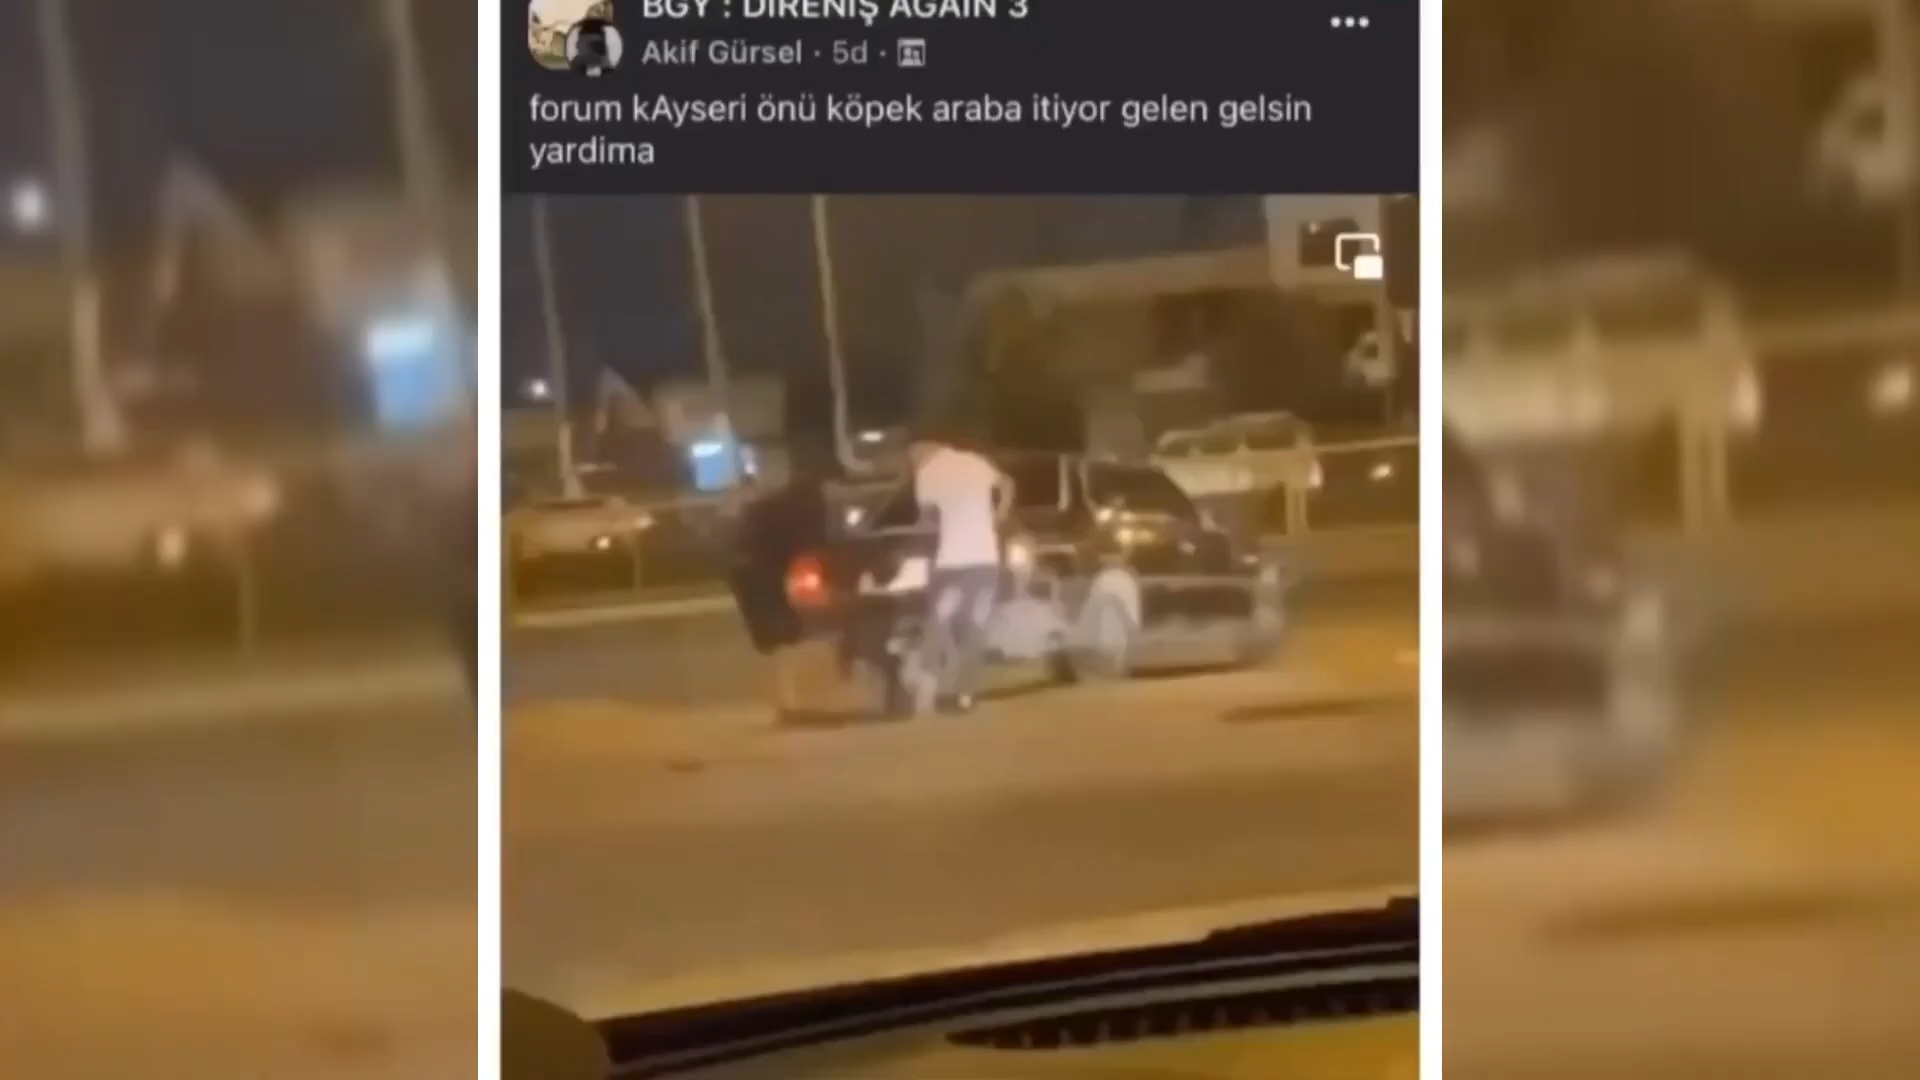 BGY : DİRENİŞ AGAIN 3
Akif Gürsel · 5d ·
forum kAyseri önü köpek araba itiyor gelen gelsin
yardima